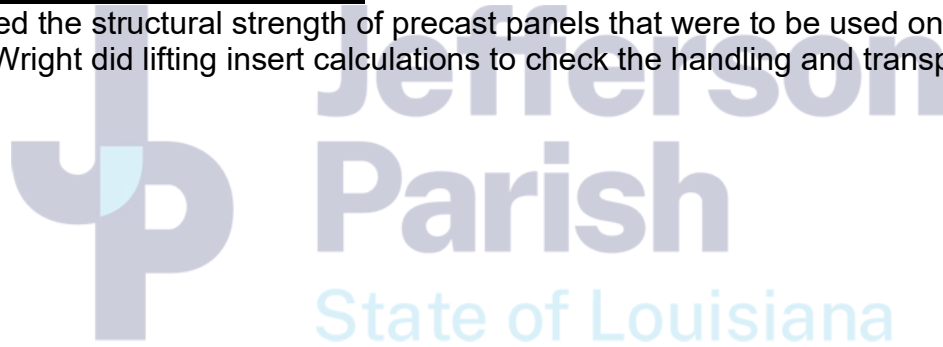 ed the structural strength of precast panels that were to be used on
Wright did lifting insert calculations to check the handling and transp
Jefferson
Parish
State of Louisiana